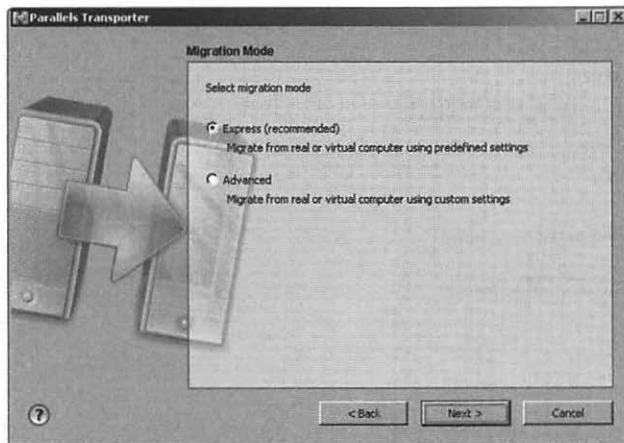 Parallels Transporter
Migration Mode
Select migration mode
Express (recommended)
Migrate from real or virtual computer using predefined settings
Advanced
Migrate from real or virtual computer using custom settings
?
< Back
Next >
Cancel